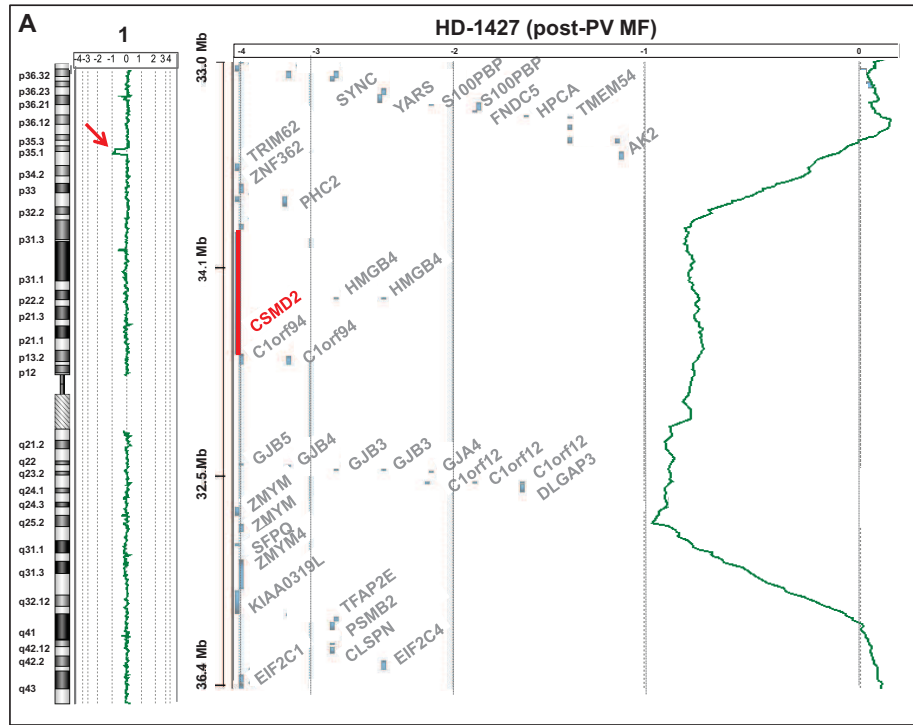 A
1
HD-1427 (post-PV MF)
-4 -3 -2 -1 0 1 2 3 4
-4 -3 -2 -1 0
p36.32
p36.23
p36.21
p36.12
p35.3
p35.1
p34.2
p33
p32.2
p31.3
p31.1
p22.2
p21.3
p21.1
p13.2
p12
q21.2
q22
q23.2
q24.1
q24.3
q25.2
q31.1
q31.3
q32.12
q41
q42.12
q42.2
q43
33.0 Mb
34.1 Mb
32.5 Mb
36.4 Mb
SYNC
YARS
S100PBP
S100PBP
FNDC5
HPCA
TMEM54
AK2
TRIM62
ZNF362
PHC2
HMGB4
HMGB4
CSMD2
C1orf94
C1orf94
GJB5
GJB4
GJB3
GJB3
GJA4
C1orf12
C1orf12
C1orf12
DLGAP3
ZMYM
ZMYM
SFPQ
ZMYM4
KIAA0319L
TFAP2E
PSMB2
CLSPN
EIF2C4
EIF2C1